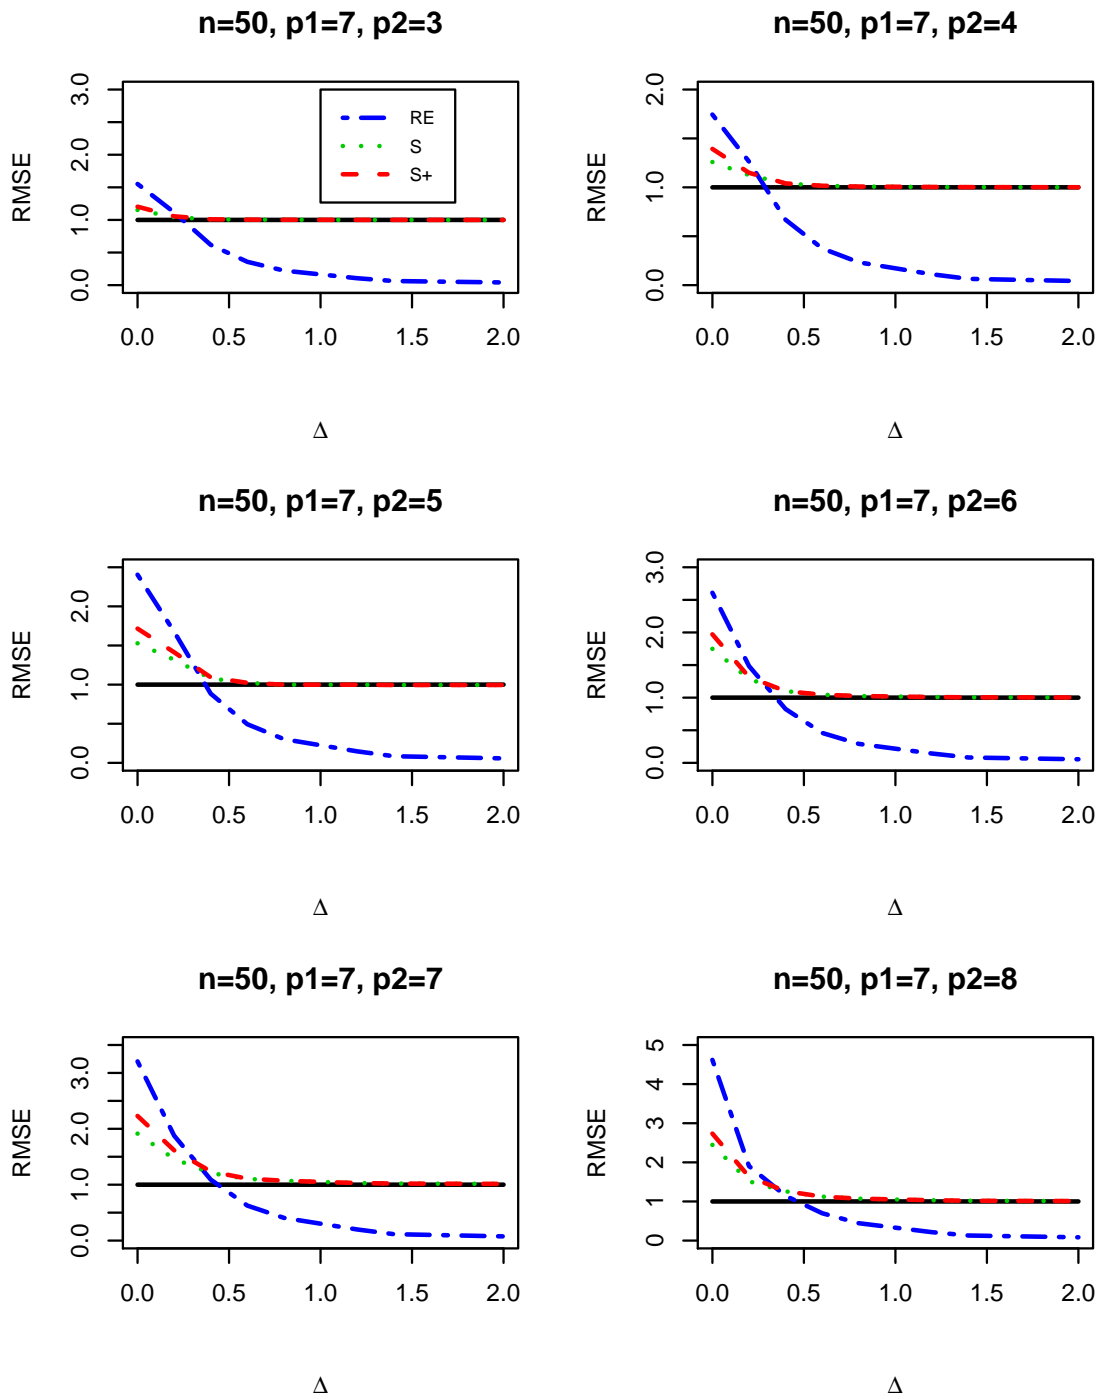 n=50, p1=7, p2=3
RMSE
0.0 1.0 2.0 3.0
RE
S
S+
0.0 0.5 1.0 1.5 2.0
Δ
n=50, p1=7, p2=4
RMSE
0.0 1.0 2.0
0.0 0.5 1.0 1.5 2.0
Δ
n=50, p1=7, p2=5
RMSE
0.0 1.0 2.0
0.0 0.5 1.0 1.5 2.0
Δ
n=50, p1=7, p2=6
RMSE
0.0 1.0 2.0 3.0
0.0 0.5 1.0 1.5 2.0
Δ
n=50, p1=7, p2=7
RMSE
0.0 1.0 2.0 3.0
0.0 0.5 1.0 1.5 2.0
Δ
n=50, p1=7, p2=8
RMSE
0 1 2 3 4 5
0.0 0.5 1.0 1.5 2.0
Δ